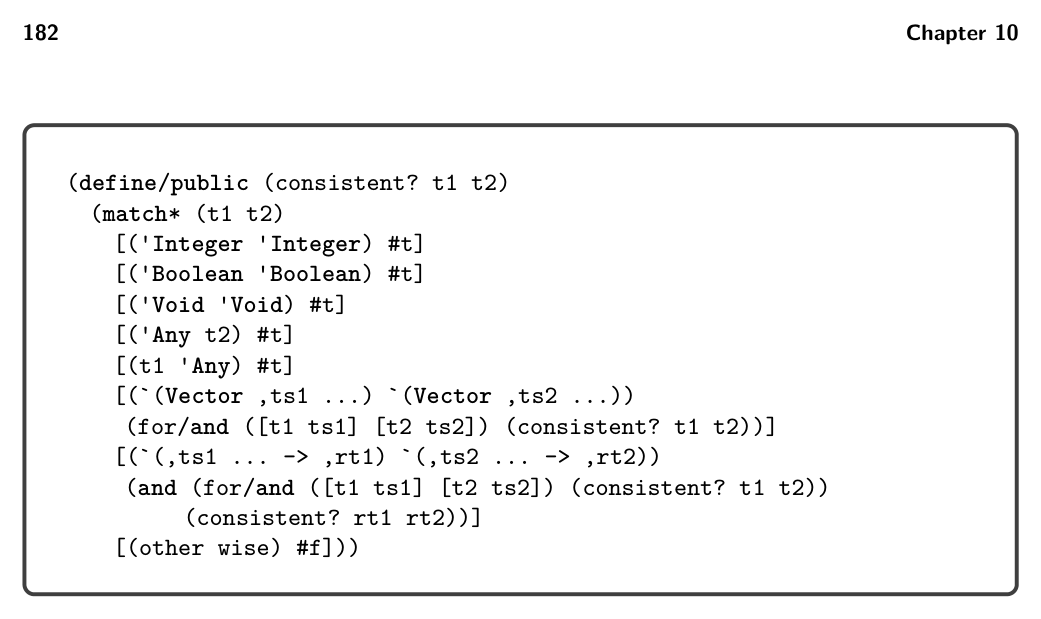 182 Chapter 10
(define/public (consistent? t1 t2)
  (match* (t1 t2)
    [('Integer 'Integer) #t]
    [('Boolean 'Boolean) #t]
    [('Void 'Void) #t]
    [('Any t2) #t]
    [(t1 'Any) #t]
    [(`(Vector ,ts1 ...) `(Vector ,ts2 ...))
     (for/and ([t1 ts1] [t2 ts2]) (consistent? t1 t2))]
    [(`(,ts1 ... -> ,rt1) `(,ts2 ... -> ,rt2))
     (and (for/and ([t1 ts1] [t2 ts2]) (consistent? t1 t2))
          (consistent? rt1 rt2))]
    [(other wise) #f]))